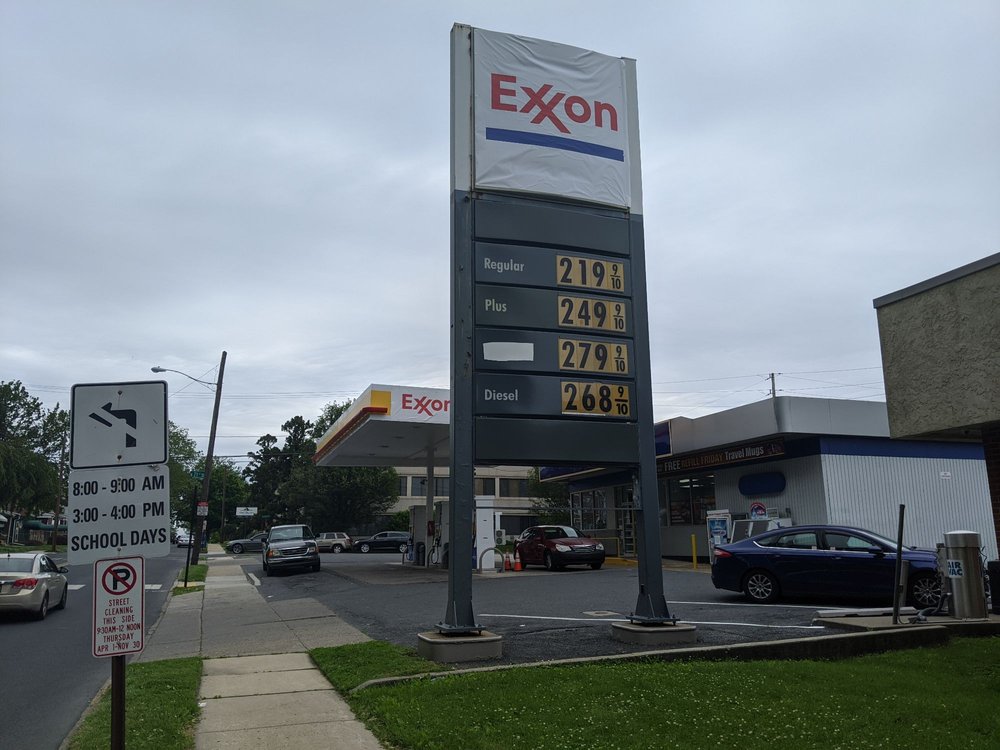 Exxon
Regular 219 9/10
Plus 249 9/10
279 9/10
Diesel 268 9/10
Exxon
FREE REFILL FRIDAY Travel Mugs
8:00 - 9:00 AM
3:00 - 4:00 PM
SCHOOL DAYS
P
STREET
CLEANING
THIS SIDE
9:30AM-12 NOON
THURSDAY
APR 1-NOV 30
AIR
VAC